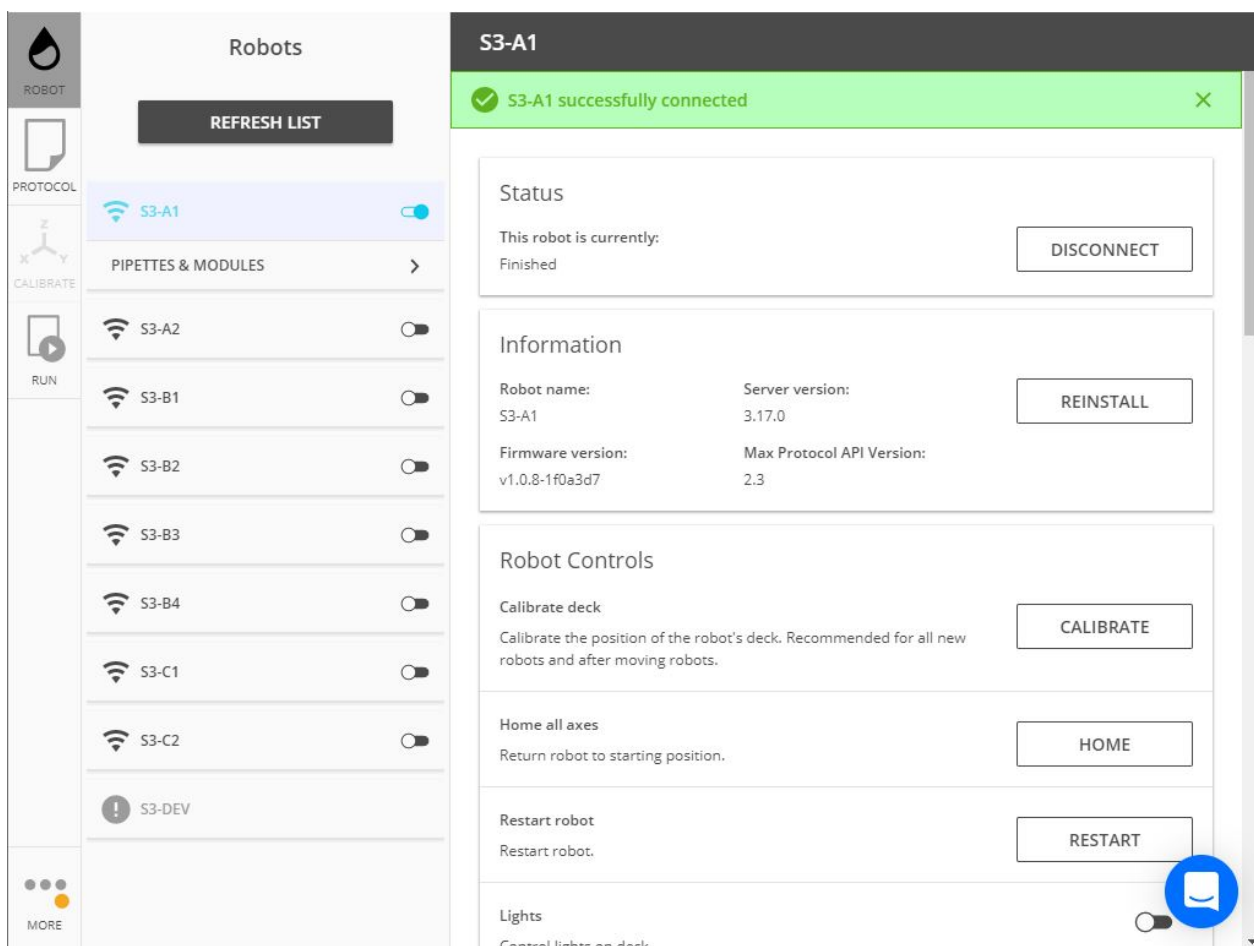 ROBOT
PROTOCOL
Z
X Y
CALIBRATE
RUN
MORE
Robots
REFRESH LIST
S3-A1
PIPETTES & MODULES
S3-A2
S3-B1
S3-B2
S3-B3
S3-B4
S3-C1
S3-C2
S3-DEV
S3-A1
S3-A1 successfully connected
Status
This robot is currently:
Finished
DISCONNECT
Information
Robot name:
S3-A1
Server version:
3.17.0
Firmware version:
v1.0.8-1f0a3d7
Max Protocol API Version:
2.3
REINSTALL
Robot Controls
Calibrate deck
Calibrate the position of the robot's deck. Recommended for all new
robots and after moving robots.
CALIBRATE
Home all axes
Return robot to starting position.
HOME
Restart robot
Restart robot.
RESTART
Lights
Control lights on deck